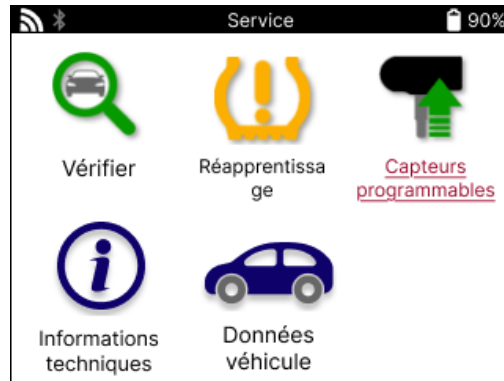 Service
90%
Vérifier
Réapprentissa
ge
Capteurs
programmables
Informations
techniques
Données
véhicule